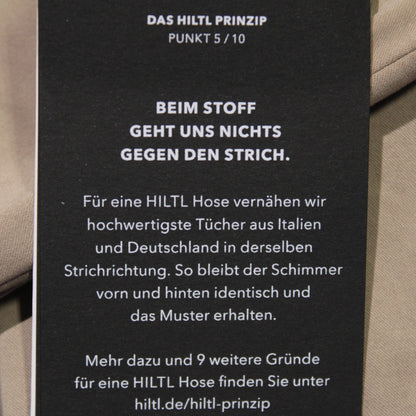 DAS HILTL PRINZIP
PUNKT 5 / 10
BEIM STOFF
GEHT UNS NICHTS
GEGEN DEN STRICH.
Für eine HILTL Hose vernähen wir
hochwertigste Tücher aus Italien
und Deutschland in derselben
Strichrichtung. So bleibt der Schimmer
vorn und hinten identisch und
das Muster erhalten.
Mehr dazu und 9 weitere Gründe
für eine HILTL Hose finden Sie unter
hiltl.de/hiltl-prinzip